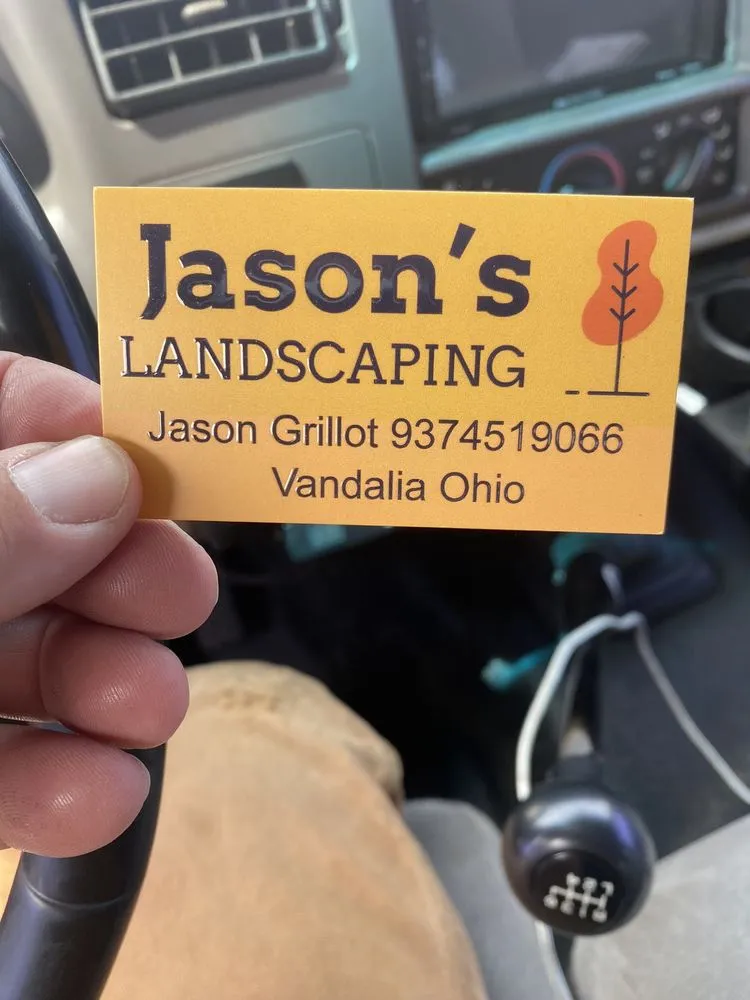 Jason's
LANDSCAPING
Jason Grillot 9374519066
Vandalia Ohio